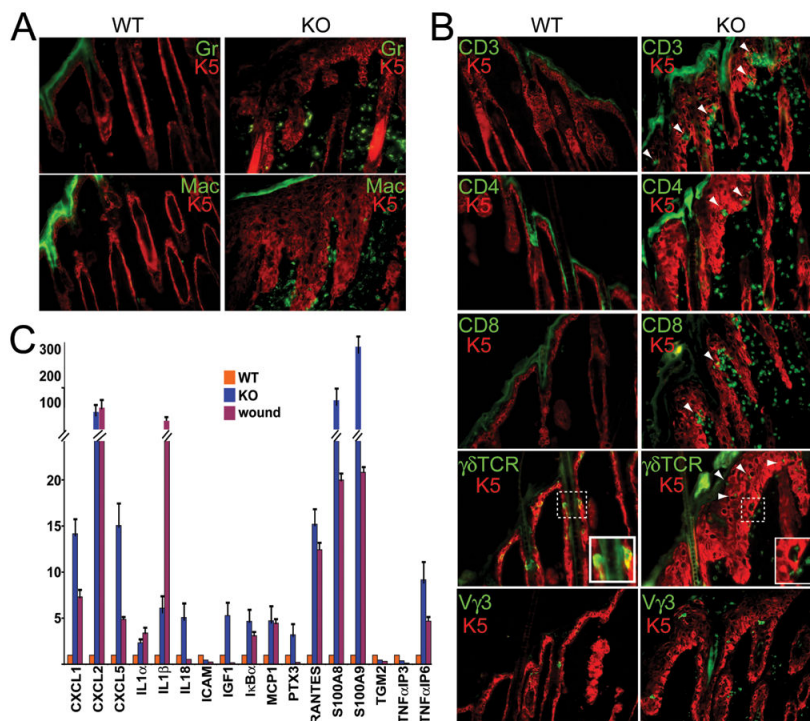 A
WT
KO
Gr
K5
Gr
K5
Mac
K5
Mac
K5
B
WT
KO
CD3
K5
CD3
K5
CD4
K5
CD4
K5
CD8
K5
CD8
K5
γδTCR
K5
γδTCR
K5
Vγ3
K5
Vγ3
K5
C
300
200
100
20
15
10
5
WT
KO
wound
CXCL1
CXCL2
CXCL5
IL1α
IL1β
IL18
ICAM
IGF1
IκBα
MCP1
PTX3
RANTES
S100A8
S100A9
TGM2
TNFαIP3
TNFαIP6